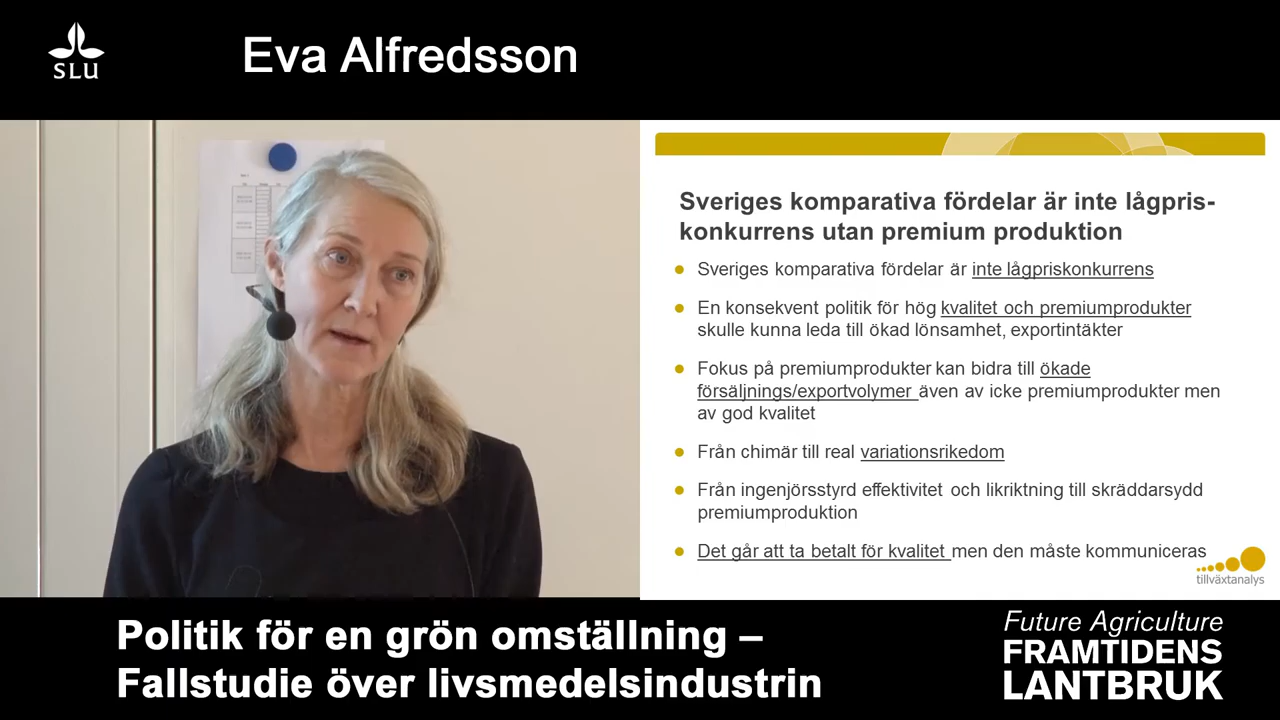 SLU
Eva Alfredsson
Sveriges komparativa fördelar är inte lågpris-
konkurrens utan premium produktion
Sveriges komparativa fördelar är inte lågpriskonkurrens
En konsekvent politik för hög kvalitet och premiumprodukter
skulle kunna leda till ökad lönsamhet, exportintäkter
Fokus på premiumprodukter kan bidra till ökade
försäljnings/exportvolymer även av icke premiumprodukter men
av god kvalitet
Från chimär till real variationsrikedom
Från ingenjörsstyrd effektivitet och likriktning till skräddarsydd
premiumproduktion
Det går att ta betalt för kvalitet men den måste kommuniceras
tillväxtanalys
Politik för en grön omställning –
Fallstudie över livsmedelsindustrin
Future Agriculture
FRAMTIDENS
LANTBRUK